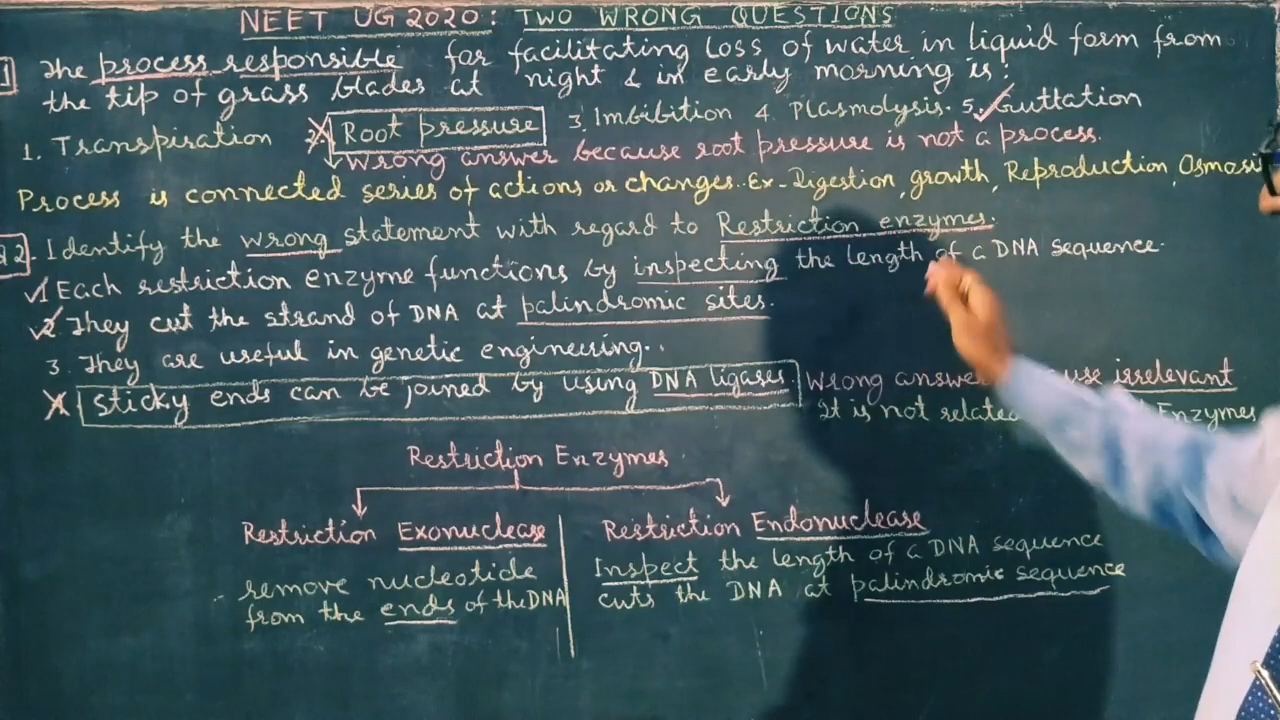 NEET UG 2020: TWO WRONG QUESTIONS
1 The process responsible for facilitating loss of water in liquid form from
the tip of grass blades at night & in early morning is:
1. Transpiration 2. Root pressure 3. Imbibition 4. Plasmolysis. 5. Guttation
Wrong answer because root pressure is not a process.
Process is connected series of actions or changes. Ex- Digestion, growth, Reproduction, Osmosi
2. Identify the wrong statement with regard to Restriction enzymes.
1 Each restriction enzyme functions by inspecting the length of a DNA sequence.
2. They cut the strand of DNA at palindromic sites.
3. They are useful in genetic engineering.
Sticky ends can be joined by using DNA ligases. Wrong answer use irrelevant
It is not relate Enzymes
Restriction Enzymes
Restriction Exonuclease
remove nucleotide
from the ends of the DNA
Restriction Endonuclease
Inspect the length of a DNA sequence
cuts the DNA at palindromic sequence